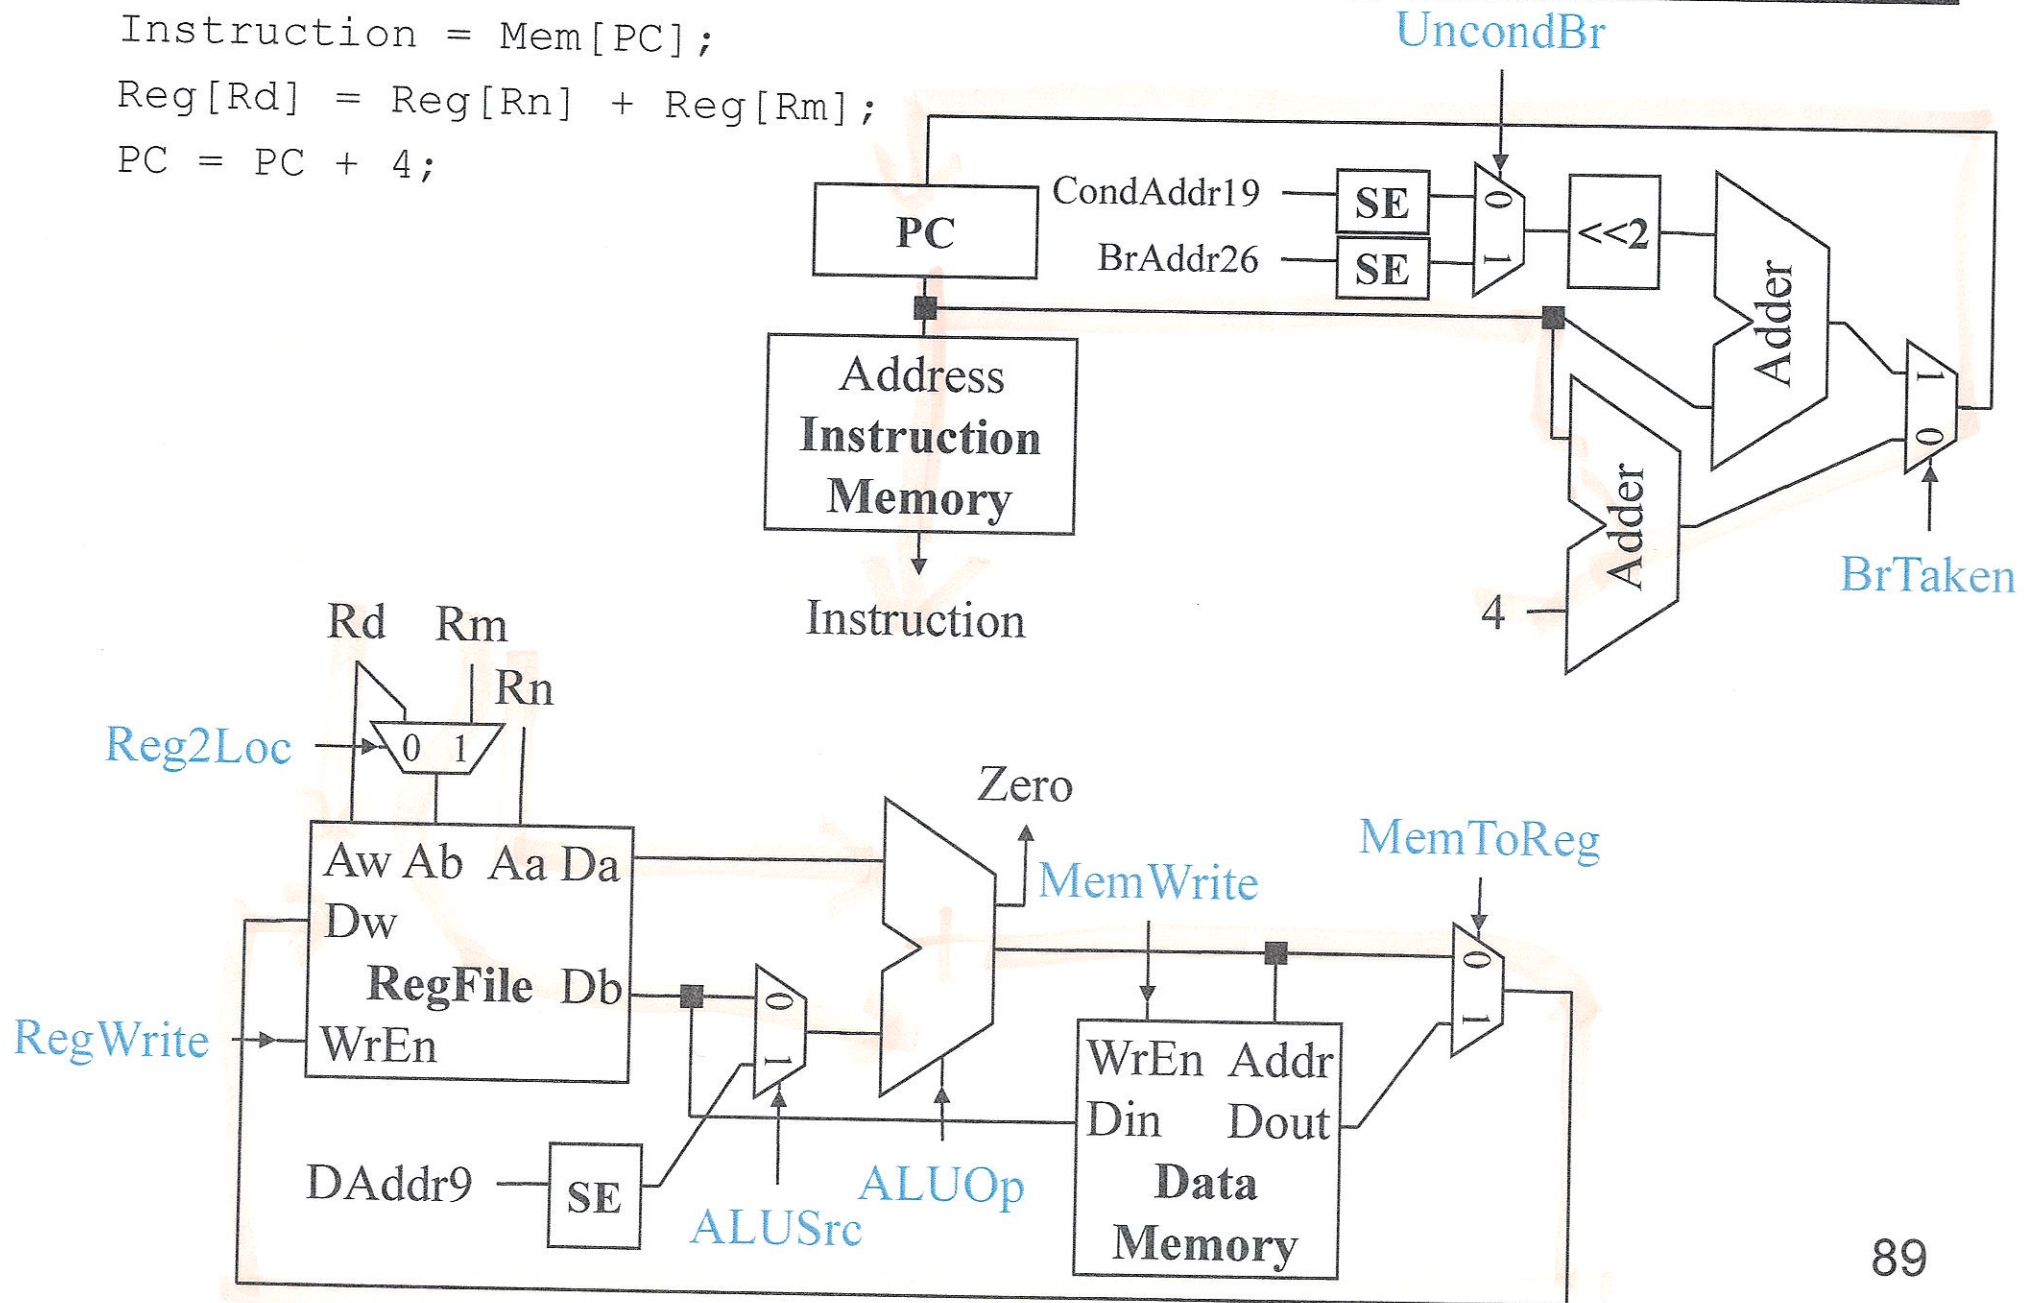 Instruction = Mem[PC];
Reg[Rd] = Reg[Rn] + Reg[Rm];
PC = PC + 4;
UncondBr
PC
CondAddr19
SE
0
<<2
Adder
BrAddr26
SE
1
Address
Instruction
Memory
Instruction
1
0
Adder
4
BrTaken
Rd
Rm
Rn
Reg2Loc
0 1
Zero
MemWrite
MemToReg
Aw Ab Aa Da
Dw
RegFile Db
RegWrite
WrEn
0
1
+
0
1
WrEn Addr
Din Dout
Data
Memory
DAddr9
SE
ALUSrc
ALUOp
89